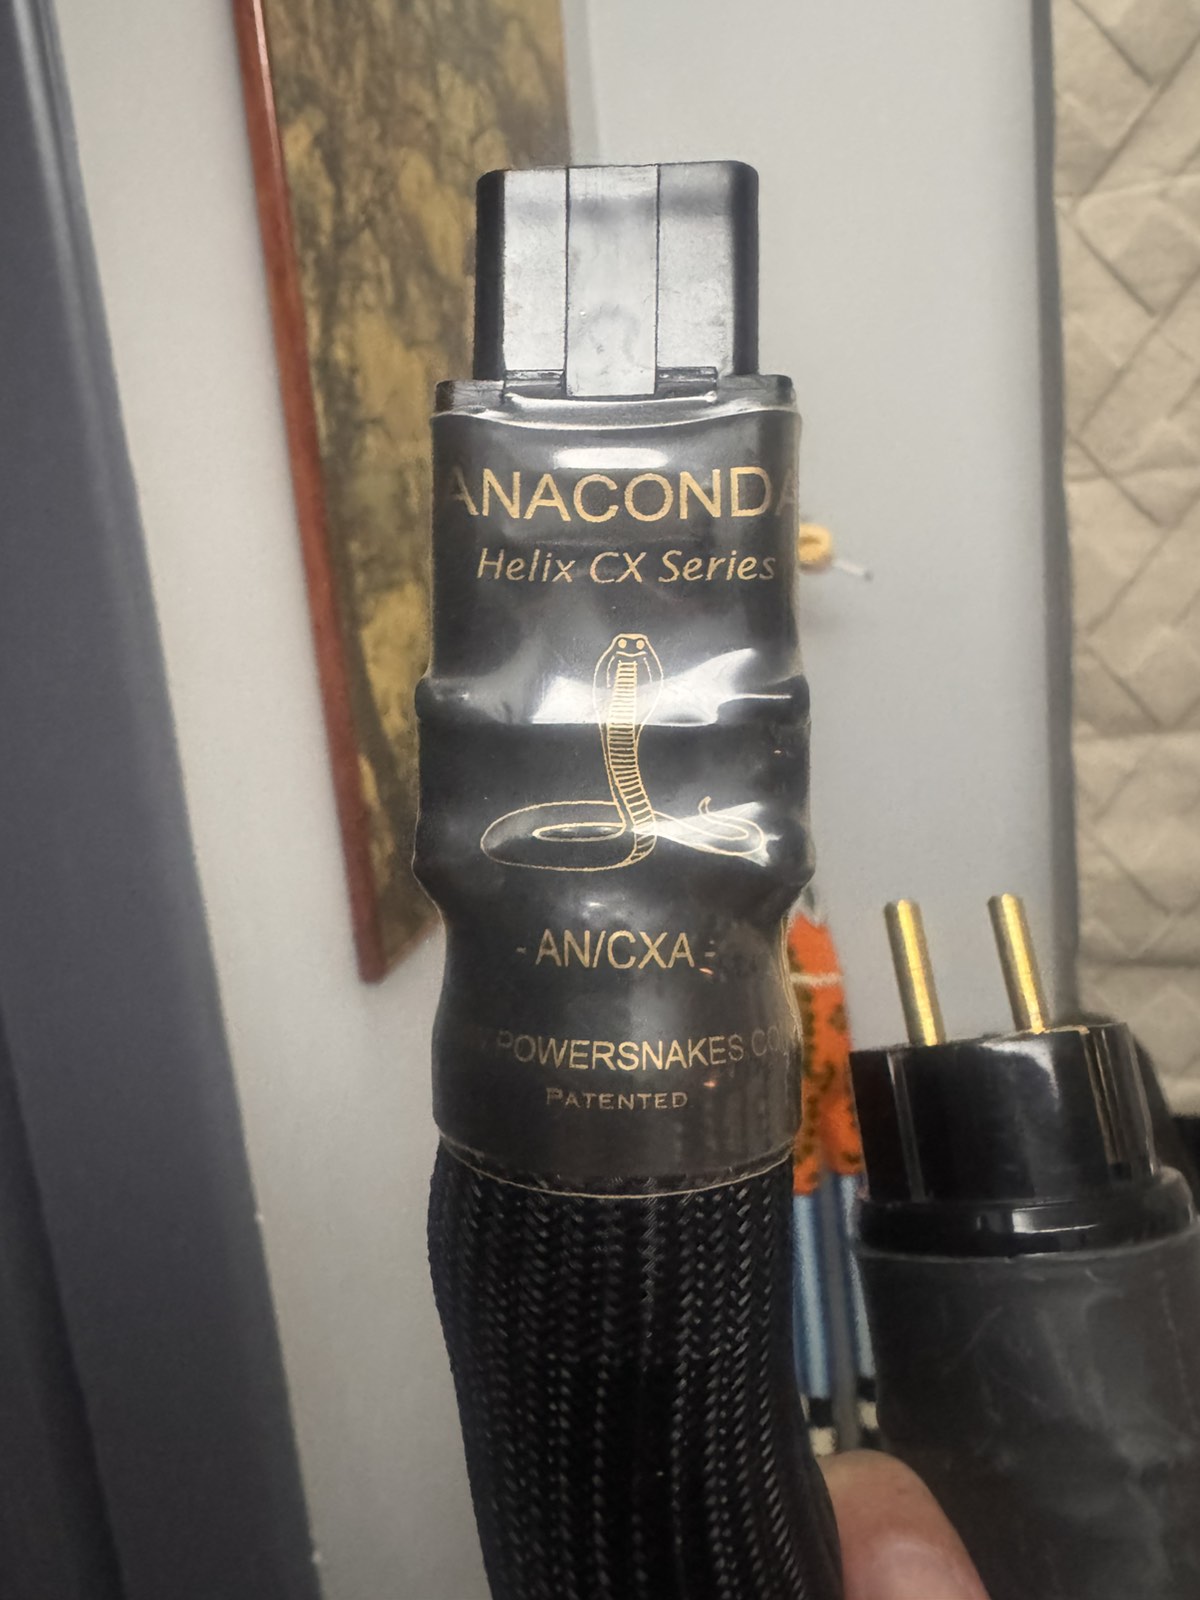 ANACONDA
Helix CX Series
- AN/CXA -
POWERSNAKES.CO
PATENTED